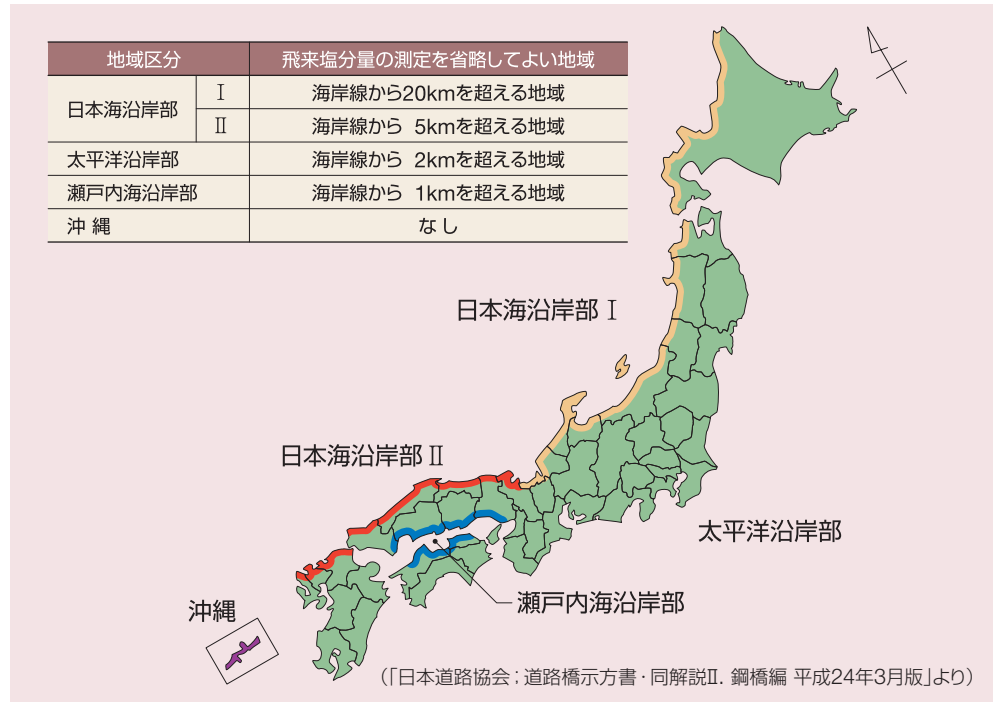 地域区分 飛来塩分量の測定を省略してよい地域
日本海沿岸部 Ⅰ 海岸線から20kmを超える地域
Ⅱ 海岸線から 5kmを超える地域
太平洋沿岸部 海岸線から 2kmを超える地域
瀬戸内海沿岸部 海岸線から 1kmを超える地域
沖 縄 な し
日本海沿岸部 Ⅰ
日本海沿岸部 Ⅱ
太平洋沿岸部
瀬戸内海沿岸部
沖縄
(「日本道路協会 ; 道路橋示方書・同解説Ⅱ. 鋼橋編 平成24年3月版」より)